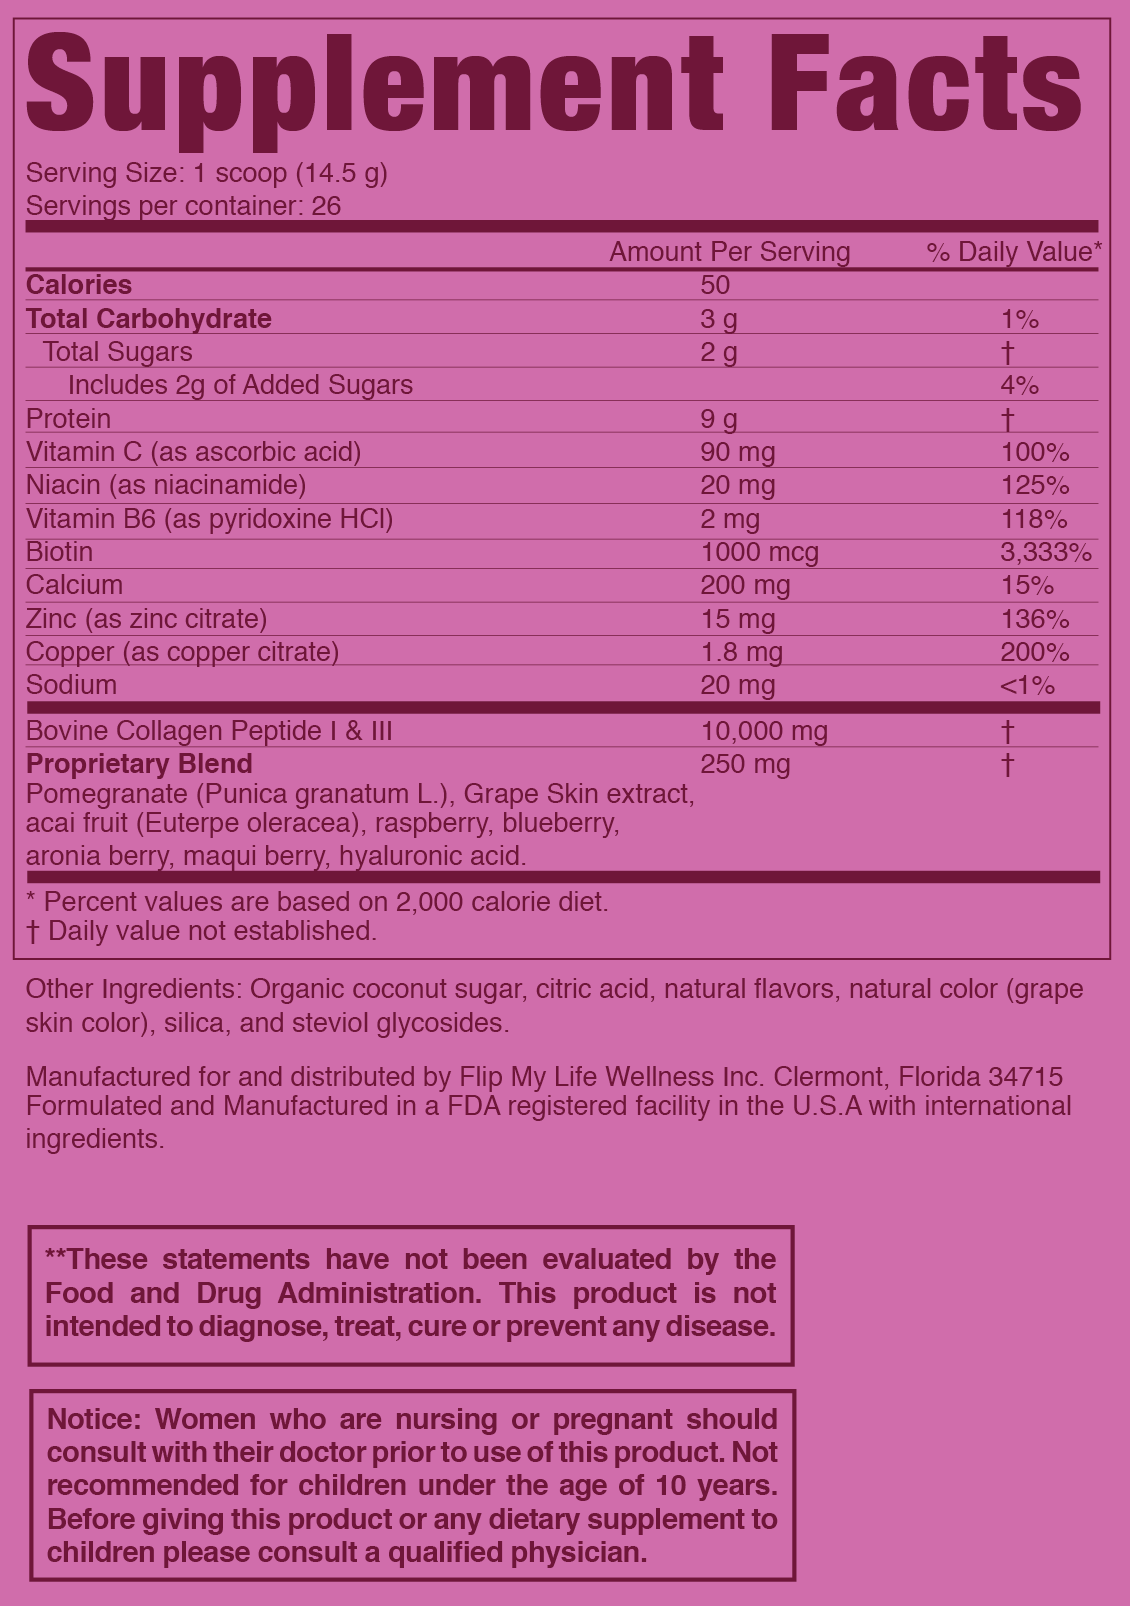 Supplement Facts
Serving Size: 1 scoop (14.5 g)
Servings per container: 26
Amount Per Serving % Daily Value*
Calories 50
Total Carbohydrate 3 g 1%
Total Sugars 2 g †
Includes 2g of Added Sugars 4%
Protein 9 g †
Vitamin C (as ascorbic acid) 90 mg 100%
Niacin (as niacinamide) 20 mg 125%
Vitamin B6 (as pyridoxine HCl) 2 mg 118%
Biotin 1000 mcg 3,333%
Calcium 200 mg 15%
Zinc (as zinc citrate) 15 mg 136%
Copper (as copper citrate) 1.8 mg 200%
Sodium 20 mg <1%
Bovine Collagen Peptide I & III 10,000 mg †
Proprietary Blend 250 mg †
Pomegranate (Punica granatum L.), Grape Skin extract,
acai fruit (Euterpe oleracea), raspberry, blueberry,
aronia berry, maqui berry, hyaluronic acid.
* Percent values are based on 2,000 calorie diet.
† Daily value not established.
Other Ingredients: Organic coconut sugar, citric acid, natural flavors, natural color (grape
skin color), silica, and steviol glycosides.
Manufactured for and distributed by Flip My Life Wellness Inc. Clermont, Florida 34715
Formulated and Manufactured in a FDA registered facility in the U.S.A with international
ingredients.
**These statements have not been evaluated by the
Food and Drug Administration. This product is not
intended to diagnose, treat, cure or prevent any disease.
Notice: Women who are nursing or pregnant should
consult with their doctor prior to use of this product. Not
recommended for children under the age of 10 years.
Before giving this product or any dietary supplement to
children please consult a qualified physician.